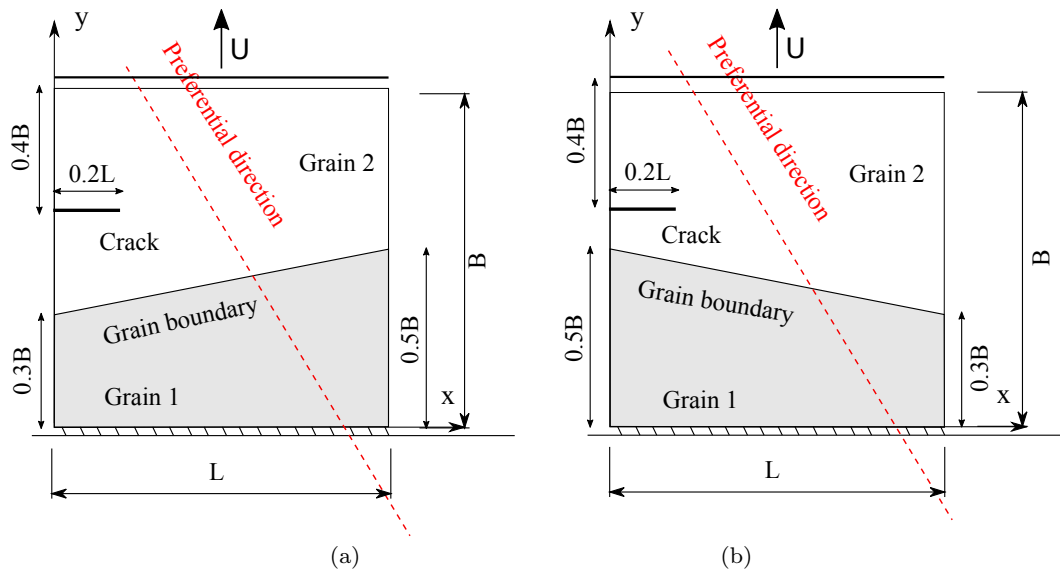 y
U
Preferential direction
0.4B
Grain 2
0.2L
Crack
B
Grain boundary
0.5B
0.3B
Grain 1
x
L
(a)
y
U
Preferential direction
0.4B
Grain 2
0.2L
Crack
B
Grain boundary
0.5B
0.3B
Grain 1
x
L
(b)